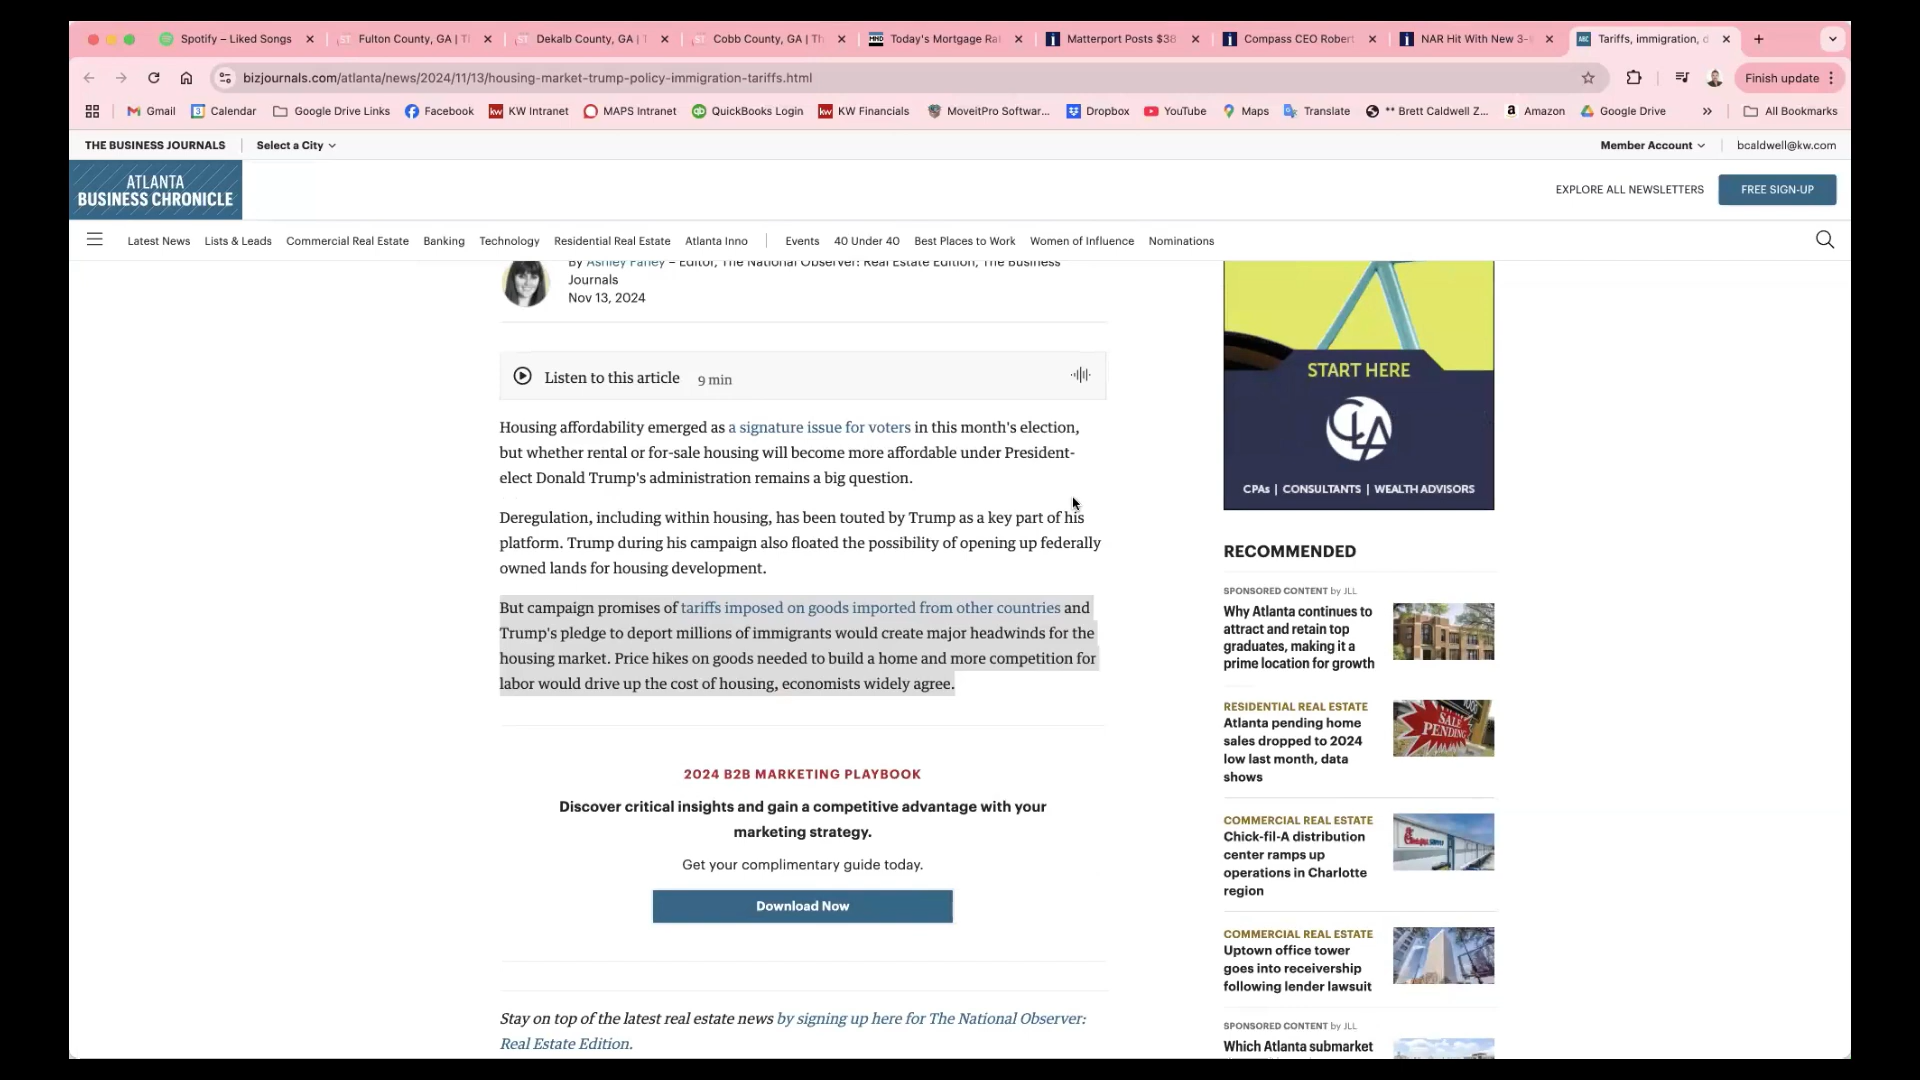 Spotify – Liked Songs
Fulton County, GA | T
Dekalb County, GA | T
Cobb County, GA | Th
Today's Mortgage Ra
Matterport Posts $38
Compass CEO Robert
NAR Hit With New 3-
Tariffs, immigration, d
bizjournals.com/atlanta/news/2024/11/13/housing-market-trump-policy-immigration-tariffs.html
Finish update
Gmail
Calendar
Google Drive Links
Facebook
KW Intranet
MAPS Intranet
QuickBooks Login
KW Financials
MoveitPro Softwar...
Dropbox
YouTube
Maps
Translate
** Brett Caldwell Z...
Amazon
Google Drive
All Bookmarks
THE BUSINESS JOURNALS
Select a City
Member Account
bcaldwell@kw.com
ATLANTA
BUSINESS CHRONICLE
EXPLORE ALL NEWSLETTERS
FREE SIGN-UP
Latest News
Lists & Leads
Commercial Real Estate
Banking
Technology
Residential Real Estate
Atlanta Inno
Events
40 Under 40
Best Places to Work
Women of Influence
Nominations
By Ashley Fahey – Editor, The National Observer: Real Estate Edition, The Business
Journals
Nov 13, 2024
Listen to this article 9 min
Housing affordability emerged as a signature issue for voters in this month's election,
but whether rental or for-sale housing will become more affordable under President-
elect Donald Trump's administration remains a big question.
Deregulation, including within housing, has been touted by Trump as a key part of his
platform. Trump during his campaign also floated the possibility of opening up federally
owned lands for housing development.
But campaign promises of tariffs imposed on goods imported from other countries and
Trump's pledge to deport millions of immigrants would create major headwinds for the
housing market. Price hikes on goods needed to build a home and more competition for
labor would drive up the cost of housing, economists widely agree.
2024 B2B MARKETING PLAYBOOK
Discover critical insights and gain a competitive advantage with your
marketing strategy.
Get your complimentary guide today.
Download Now
Stay on top of the latest real estate news by signing up here for The National Observer:
Real Estate Edition.
START HERE
CLA
CPAs | CONSULTANTS | WEALTH ADVISORS
RECOMMENDED
SPONSORED CONTENT by JLL
Why Atlanta continues to
attract and retain top
graduates, making it a
prime location for growth
RESIDENTIAL REAL ESTATE
Atlanta pending home
sales dropped to 2024
low last month, data
shows
SALE
PENDING
COMMERCIAL REAL ESTATE
Chick-fil-A distribution
center ramps up
operations in Charlotte
region
COMMERCIAL REAL ESTATE
Uptown office tower
goes into receivership
following lender lawsuit
SPONSORED CONTENT by JLL
Which Atlanta submarket